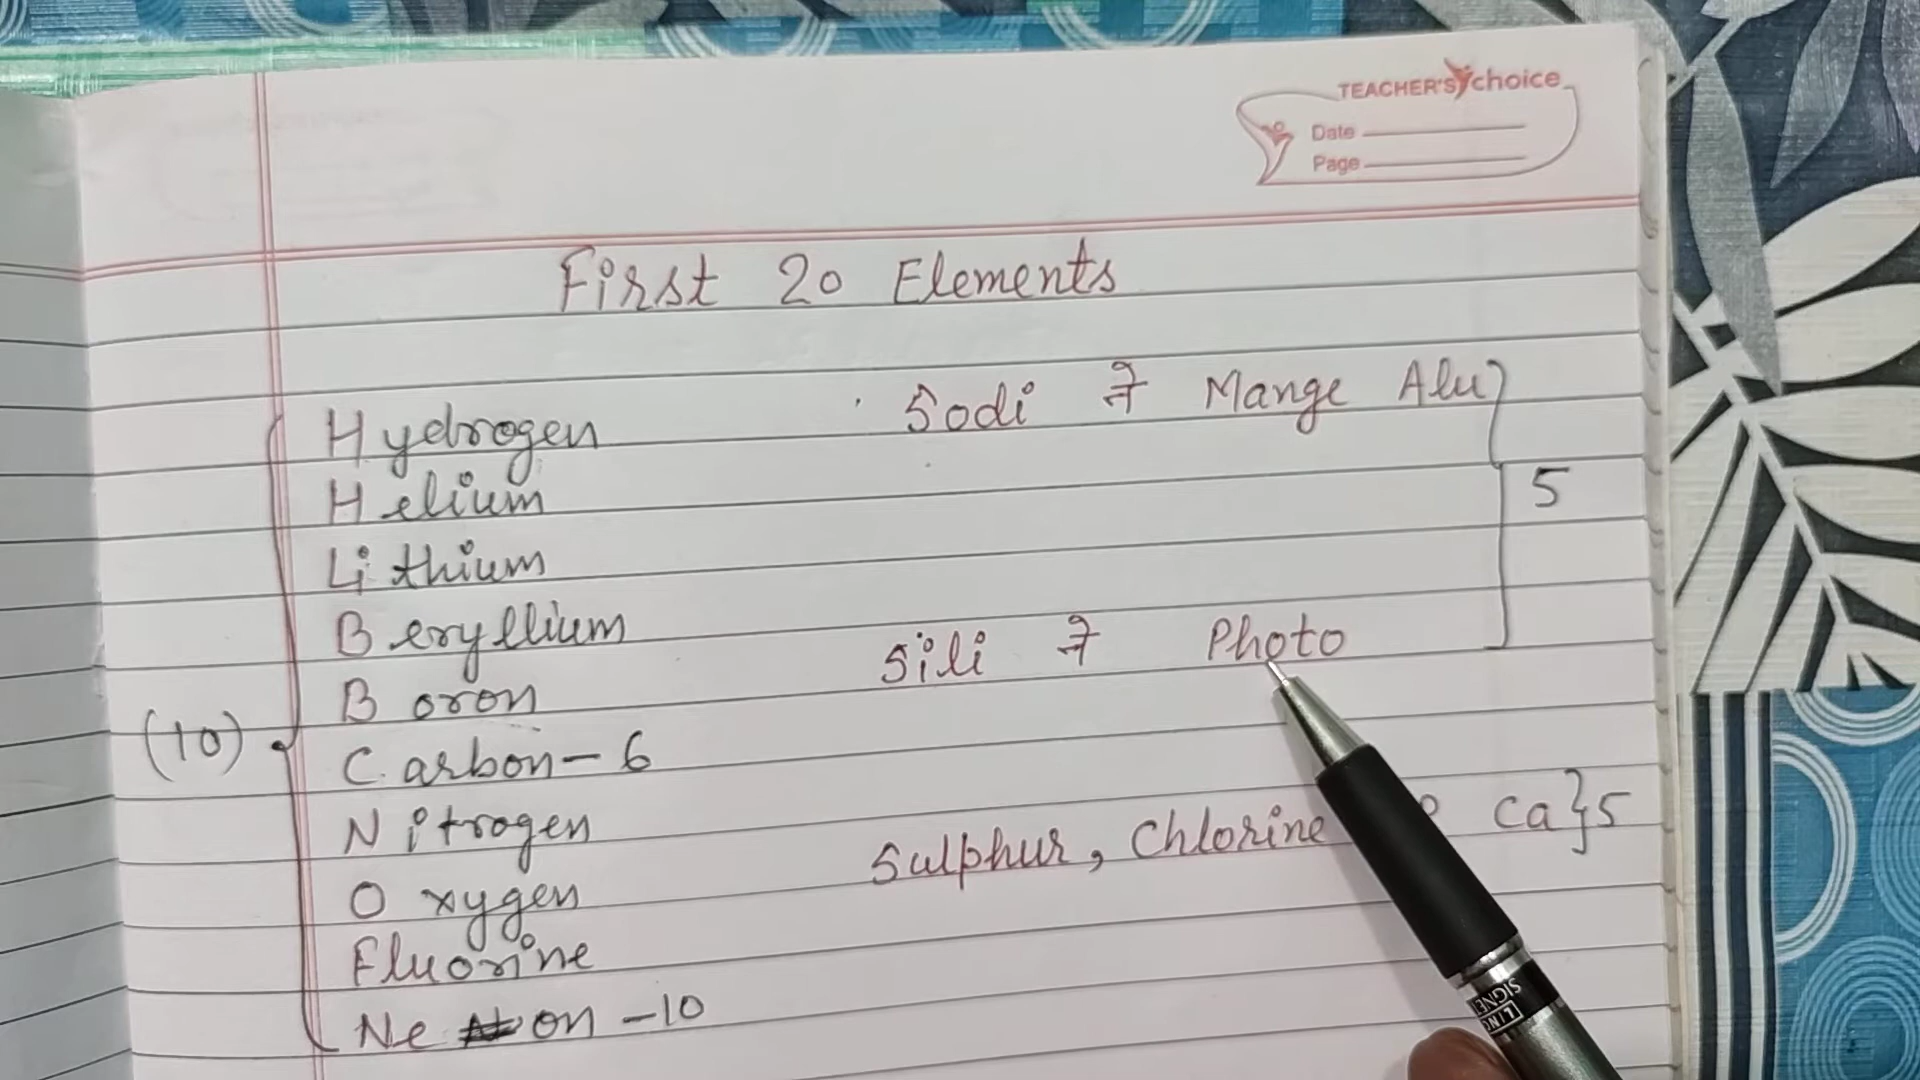 TEACHER'S choice
Date
Page
First 20 Elements
Hydrogen
Helium
Lithium
Beryllium
Boron
(10)
Carbon - 6
Nitrogen
Oxygen
Fluorine
Neon - 10
Sodi ने Mange Alu
5
Sili ने Photo
Sulphur, Chlorine Ca } 5